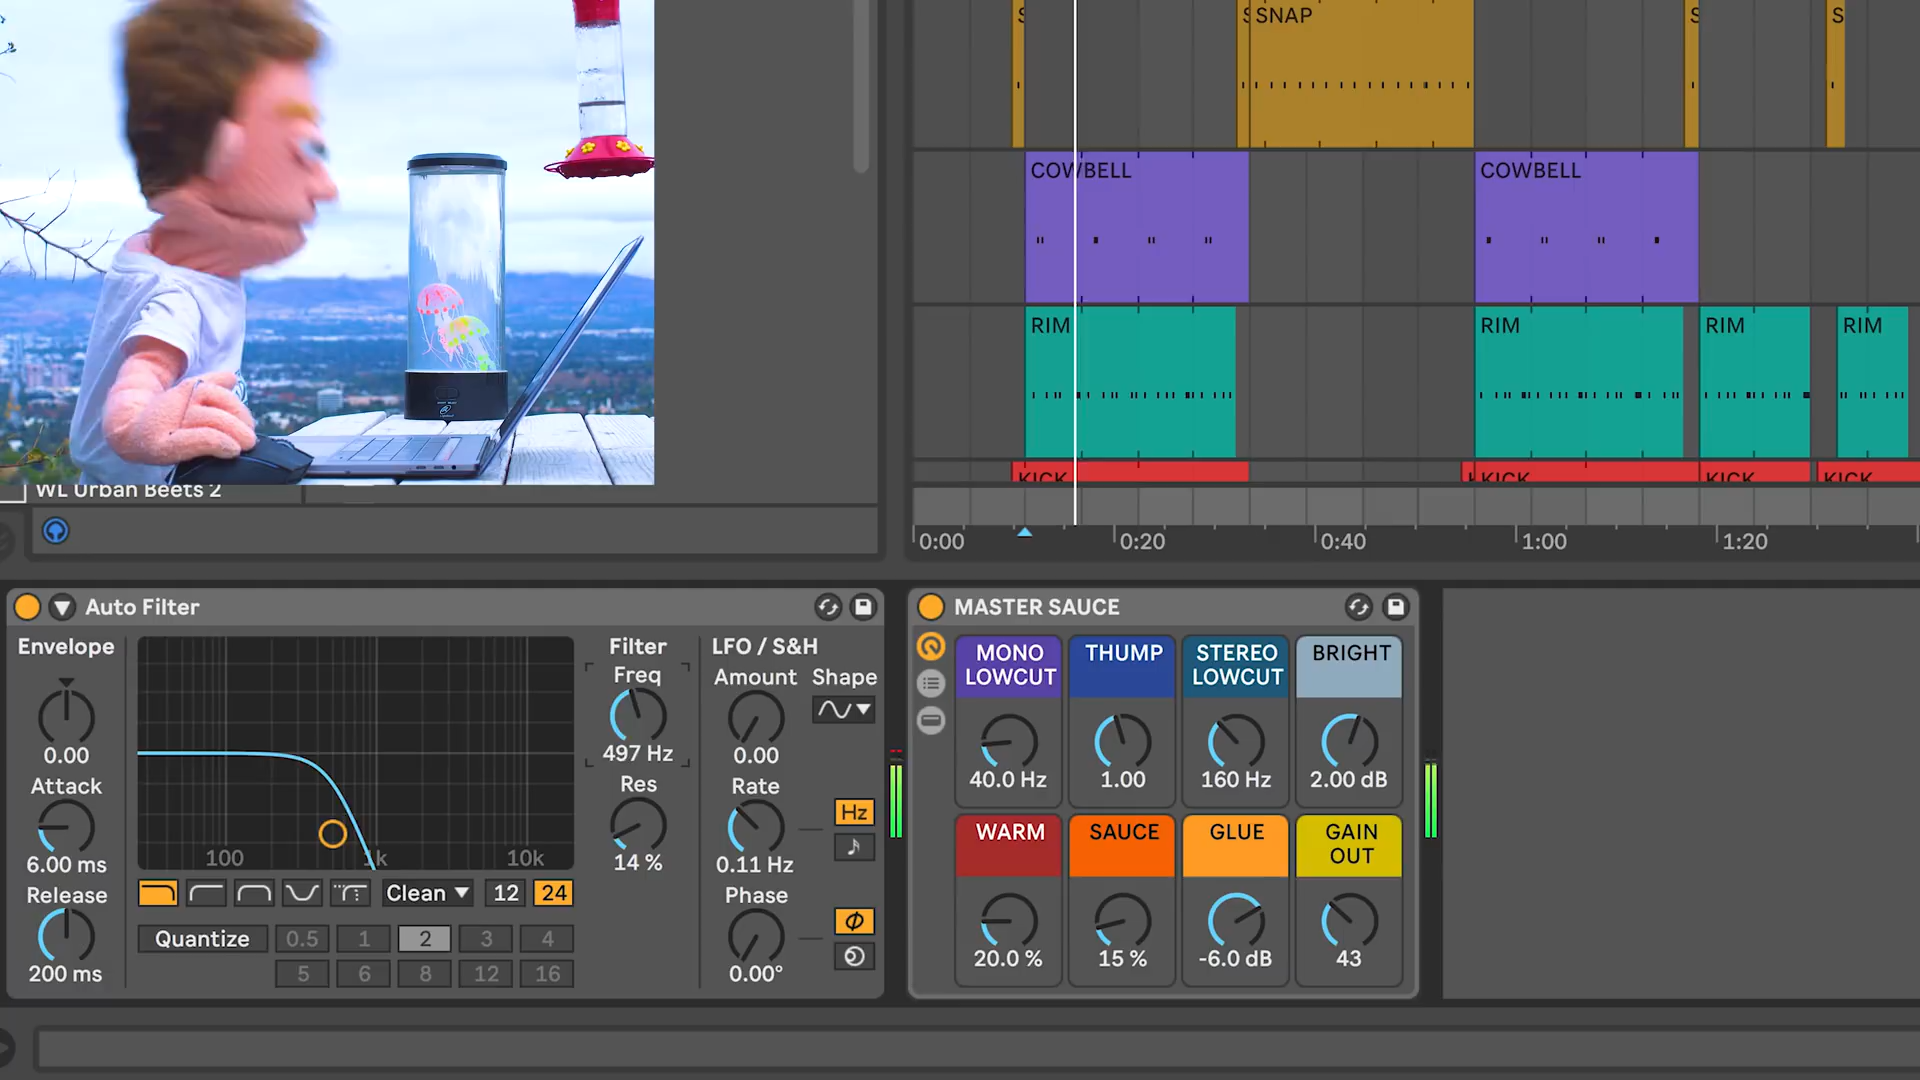 S
S SNAP
S
S
COWBELL
COWBELL
RIM
RIM
RIM
RIM
KICK
KICK
KICK
KICK
WL Urban Beets 2
0:00
0:20
0:40
1:00
1:20
Auto Filter
Envelope
0.00
Attack
6.00 ms
Release
200 ms
100
1k
10k
Clean
12
24
Quantize
0.5
1
2
3
4
5
6
8
12
16
Filter
Freq
497 Hz
Res
14 %
LFO / S&H
Amount
Shape
0.00
Rate
Hz
0.11 Hz
Phase
0.00°
MASTER SAUCE
MONO
LOWCUT
40.0 Hz
THUMP
1.00
STEREO
LOWCUT
160 Hz
BRIGHT
2.00 dB
WARM
20.0 %
SAUCE
15 %
GLUE
-6.0 dB
GAIN
OUT
43